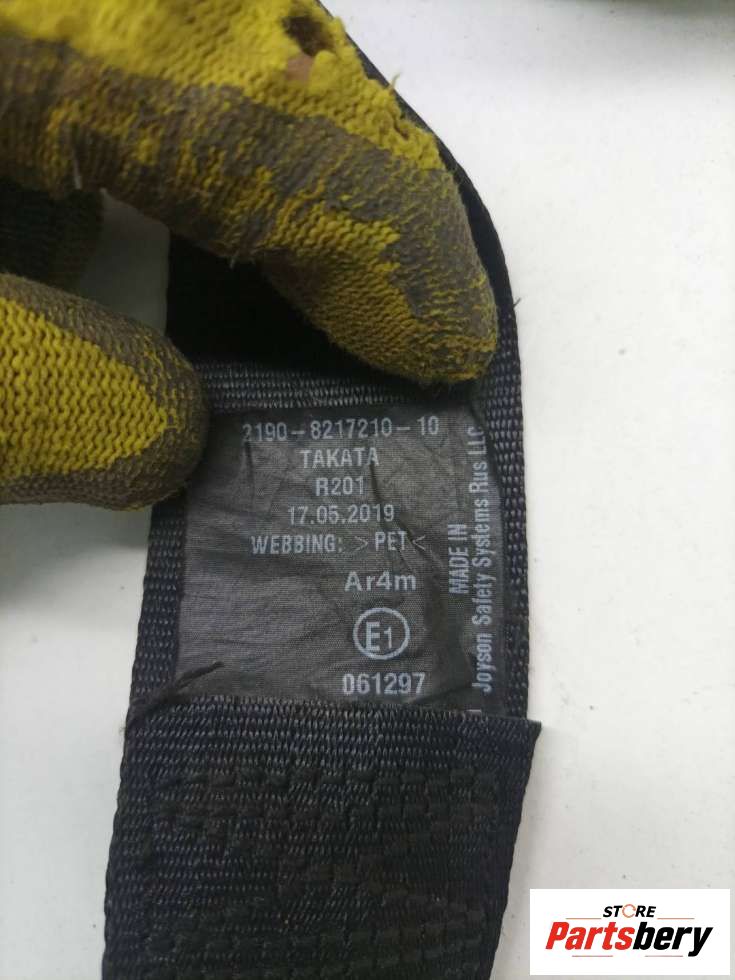 2190-8217210-10
TAKATA
R201
17.05.2019
WEBBING: >PET<
Ar4m
E1
061297
MADE IN
Joyson Safety Systems Rus LLC
STORE
Partsbery